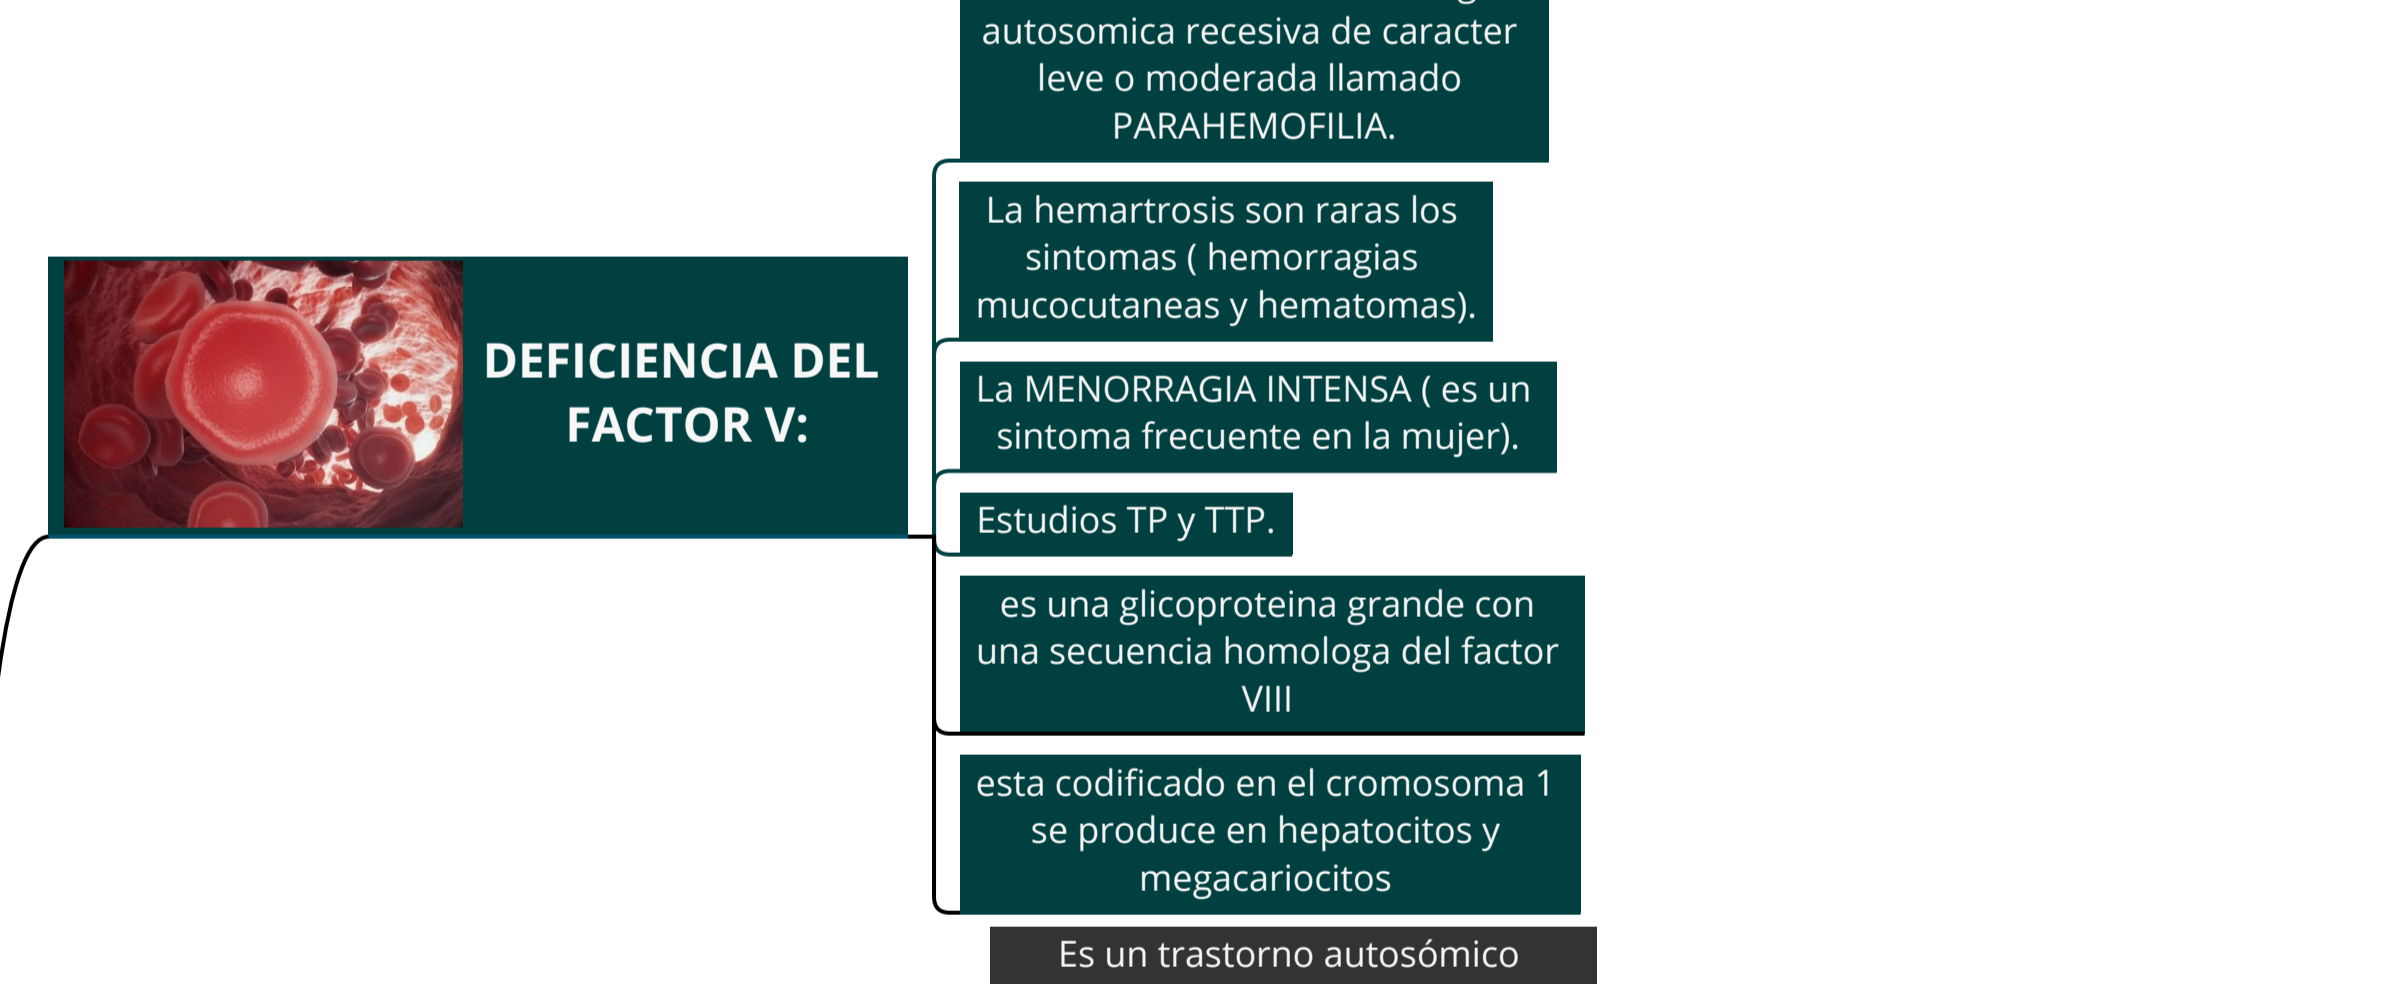 DEFICIENCIA DEL
FACTOR V:
autosomica recesiva de caracter
leve o moderada llamado
PARAHEMOFILIA.
La hemartrosis son raras los
sintomas ( hemorragias
mucocutaneas y hematomas).
La MENORRAGIA INTENSA ( es un
sintoma frecuente en la mujer).
Estudios TP y TTP.
es una glicoproteina grande con
una secuencia homologa del factor
VIII
esta codificado en el cromosoma 1
se produce en hepatocitos y
megacariocitos
Es un trastorno autosómico